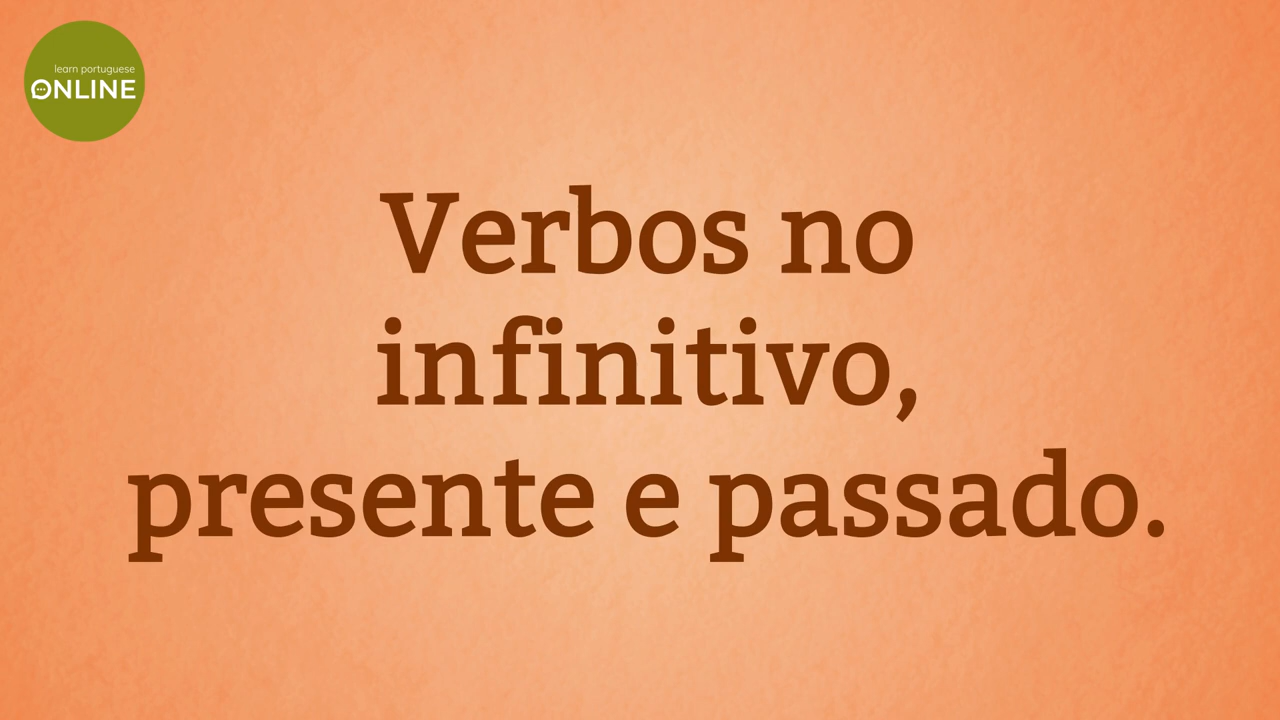 learn portuguese
ONLINE
Verbos no
infinitivo,
presente e passado.